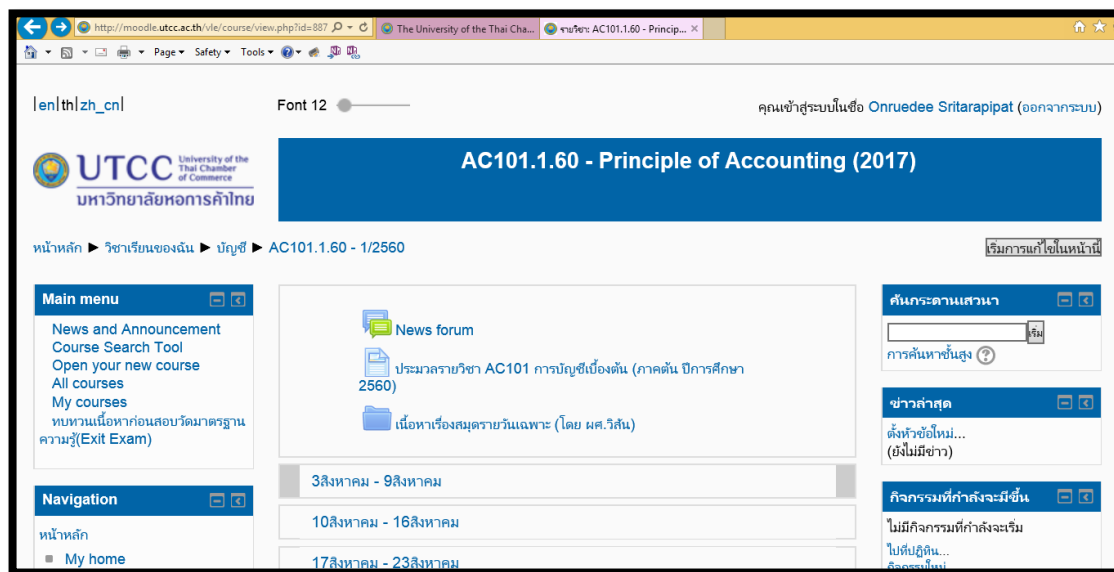 http://moodle.utcc.ac.th/vle/course/view.php?id=887
The University of the Thai Cha...
รายวิชา: AC101.1.60 - Princip...
Page Safety Tools
|en|th|zh_cn|
Font 12
คุณเข้าสู่ระบบในชื่อ Onruedee Sritarapipat (ออกจากระบบ)
UTCC University of the Thai Chamber of Commerce
มหาวิทยาลัยหอการค้าไทย
AC101.1.60 - Principle of Accounting (2017)
หน้าหลัก ► วิชาเรียนของฉัน ► บัญชี ► AC101.1.60 - 1/2560
เริ่มการแก้ไขในหน้านี้
Main menu
News and Announcement
Course Search Tool
Open your new course
All courses
My courses
ทบทวนเนื้อหาก่อนสอบวัดมาตรฐาน
ความรู้(Exit Exam)
Navigation
หน้าหลัก
My home
News forum
ประมวลรายวิชา AC101 การบัญชีเบื้องต้น (ภาคต้น ปีการศึกษา
2560)
เนื้อหาเรื่องสมุดรายวันเฉพาะ (โดย ผศ.วิสัน)
3สิงหาคม - 9สิงหาคม
10สิงหาคม - 16สิงหาคม
17สิงหาคม - 23สิงหาคม
ค้นกระดานเสวนา
เริ่ม
การค้นหาชั้นสูง
ข่าวล่าสุด
ตั้งหัวข้อใหม่...
(ยังไม่มีข่าว)
กิจกรรมที่กำลังจะมีขึ้น
ไม่มีกิจกรรมที่กำลังจะเริ่ม
ไปที่ปฏิทิน...
กิจกรรมใหม่...